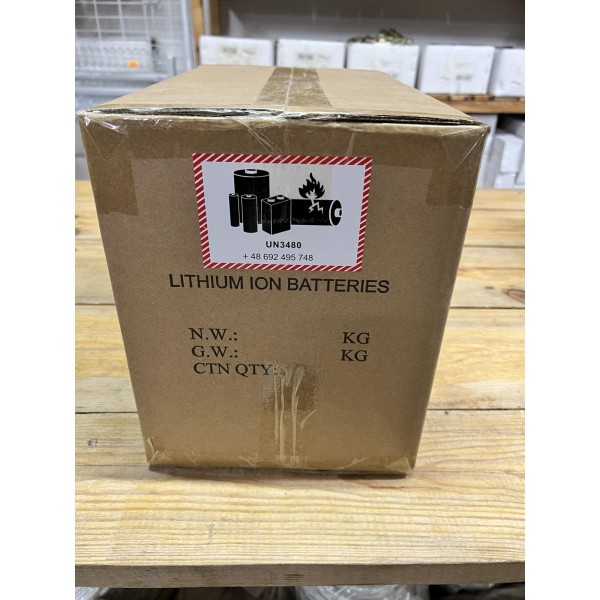 UN3480
+ 48 692 495 748
LITHIUM ION BATTERIES
N.W.: KG
G.W.: KG
CTN QTY: